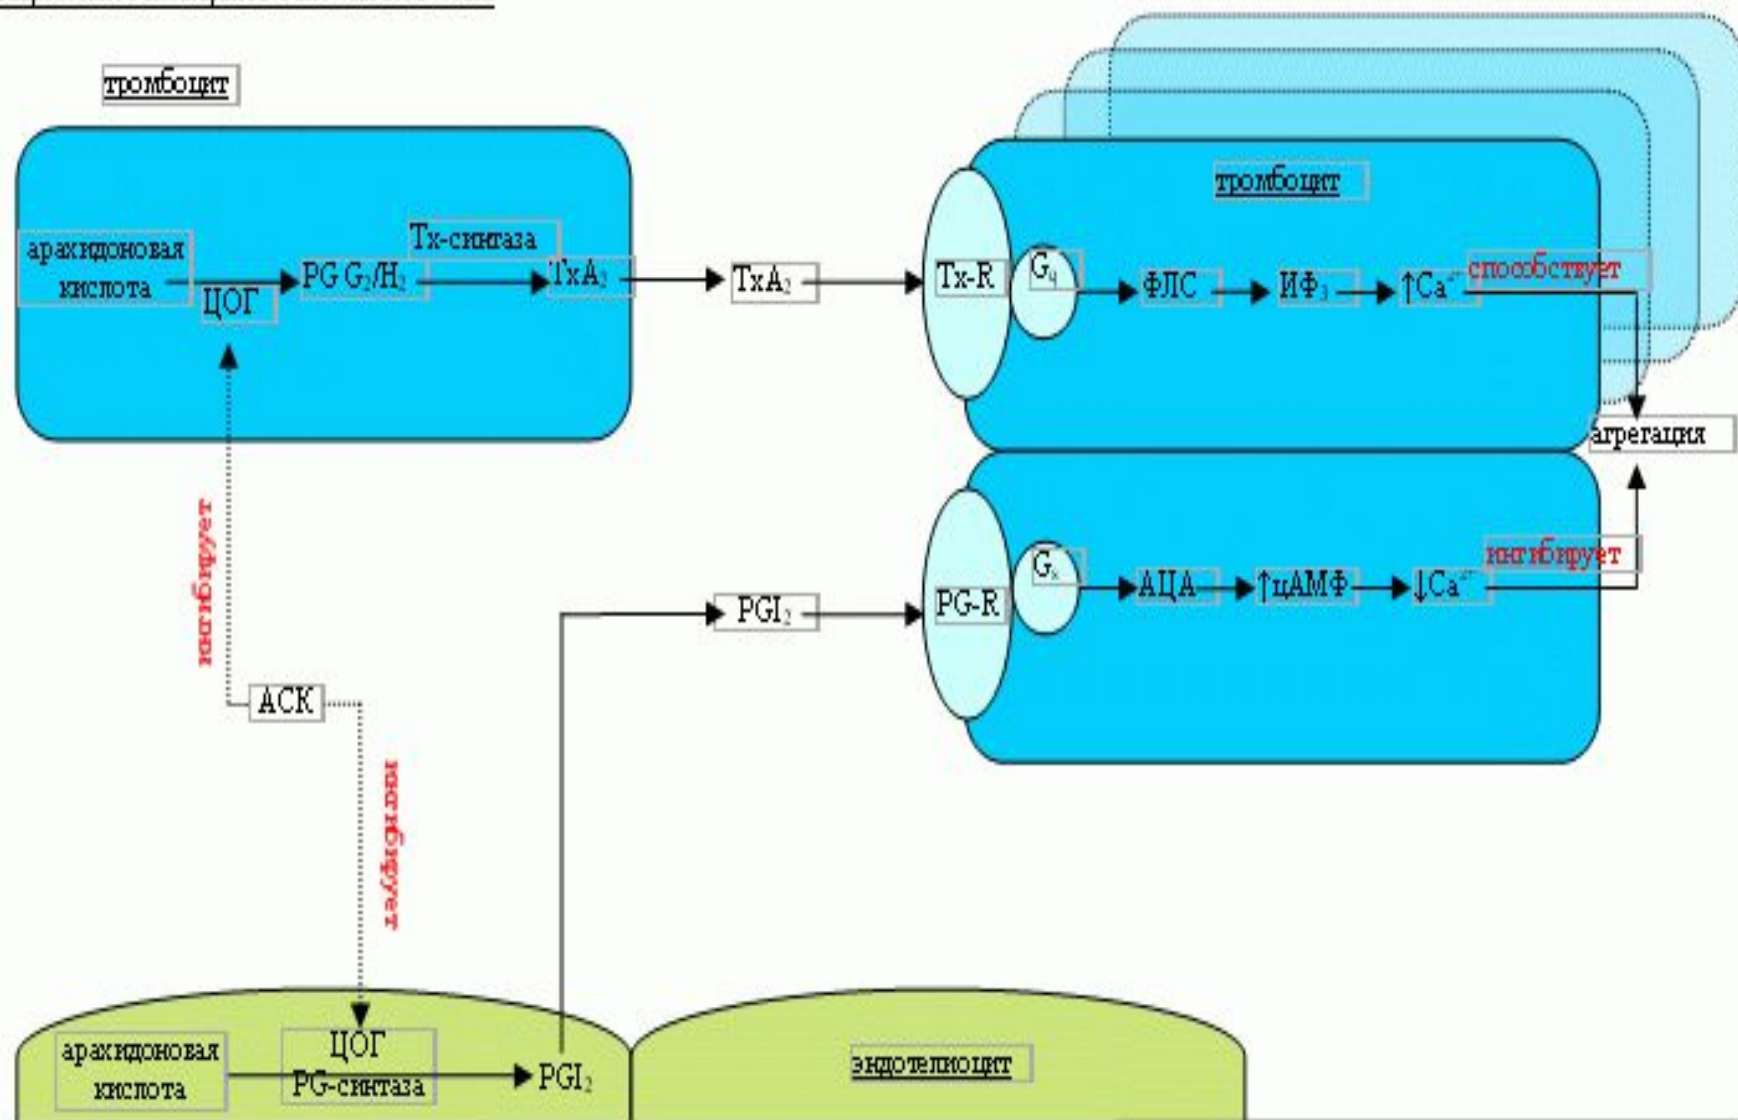 тромбоцит
тромбоцит
арахидоновая
кислота
ЦОГ
PG G₂/H₂
Tx-синтаза
TxA₂
TxA₂
Tx-R
Gq
ФЛС
ИФ₃
↑Ca²⁺
способствует
агрегация
ингибирует
АСК
ингибирует
PGI₂
PG-R
Gs
АЦА
↑цАМФ
↓Ca²⁺
ингибирует
арахидоновая
кислота
ЦОГ
PG-синтаза
PGI₂
эндотелиоцит